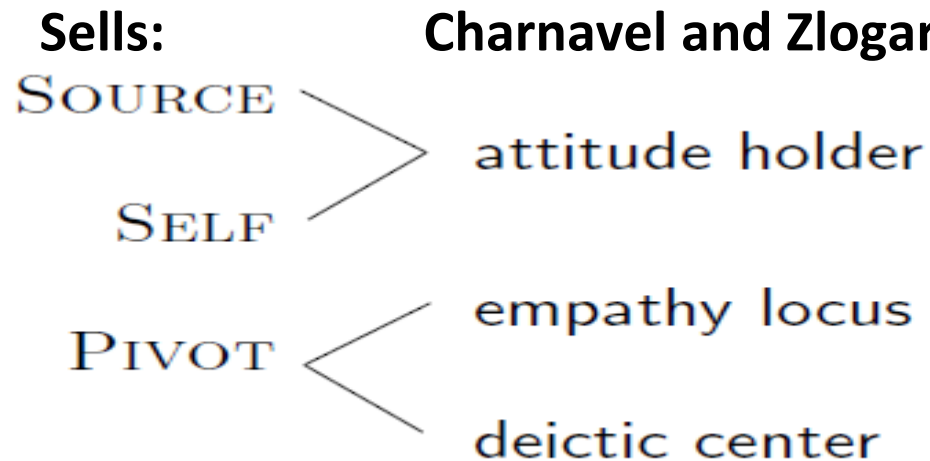 Sells: Charnavel and Zlogar
SOURCE
attitude holder
SELF
empathy locus
PIVOT
deictic center